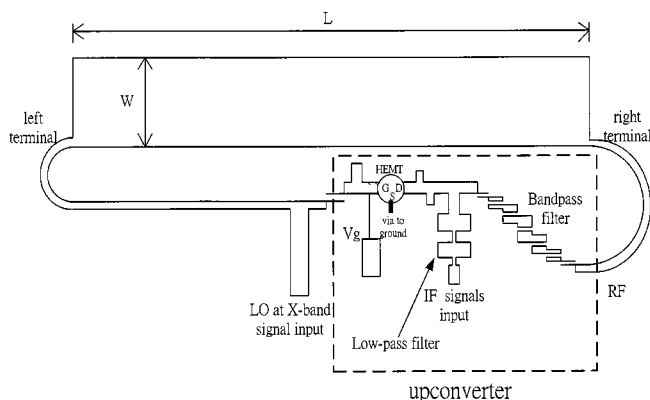 L
W
left
terminal
right
terminal
HEMT
G S D
via to
ground
Vg
Bandpass
filter
LO at X-band
signal input
IF signals
input
Low-pass filter
RF
upconverter